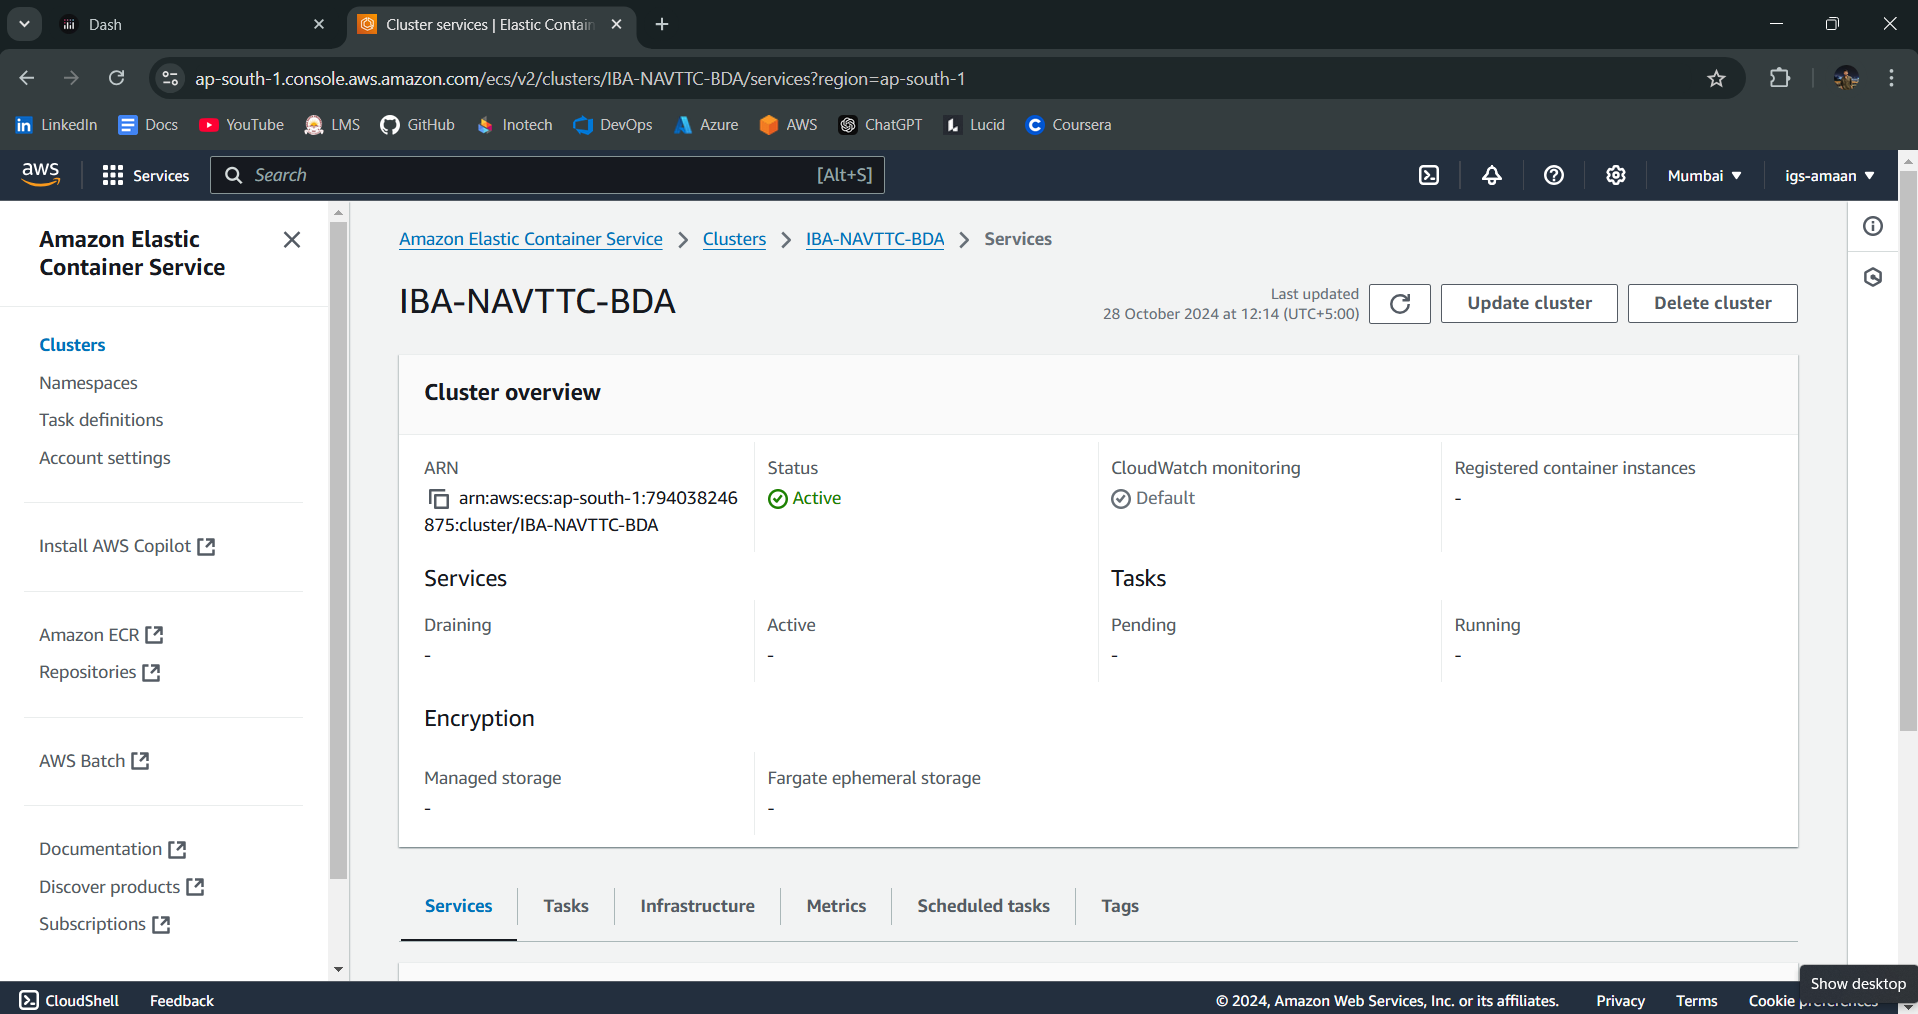 Dash
Cluster services | Elastic Contain
ap-south-1.console.aws.amazon.com/ecs/v2/clusters/IBA-NAVTTC-BDA/services?region=ap-south-1
LinkedIn Docs YouTube LMS GitHub Inotech DevOps Azure AWS ChatGPT Lucid Coursera
aws Services Search [Alt+S] Mumbai igs-amaan
Amazon Elastic
Container Service
Clusters
Namespaces
Task definitions
Account settings
Install AWS Copilot
Amazon ECR
Repositories
AWS Batch
Documentation
Discover products
Subscriptions
Amazon Elastic Container Service Clusters IBA-NAVTTC-BDA Services
IBA-NAVTTC-BDA
Last updated
28 October 2024 at 12:14 (UTC+5:00)
Update cluster
Delete cluster
Cluster overview
ARN
arn:aws:ecs:ap-south-1:794038246
875:cluster/IBA-NAVTTC-BDA
Status
Active
CloudWatch monitoring
Default
Registered container instances
-
Services
Draining
-
Active
-
Tasks
Pending
-
Running
-
Encryption
Managed storage
-
Fargate ephemeral storage
-
Services Tasks Infrastructure Metrics Scheduled tasks Tags
Show desktop
CloudShell Feedback © 2024, Amazon Web Services, Inc. or its affiliates. Privacy Terms Cookie